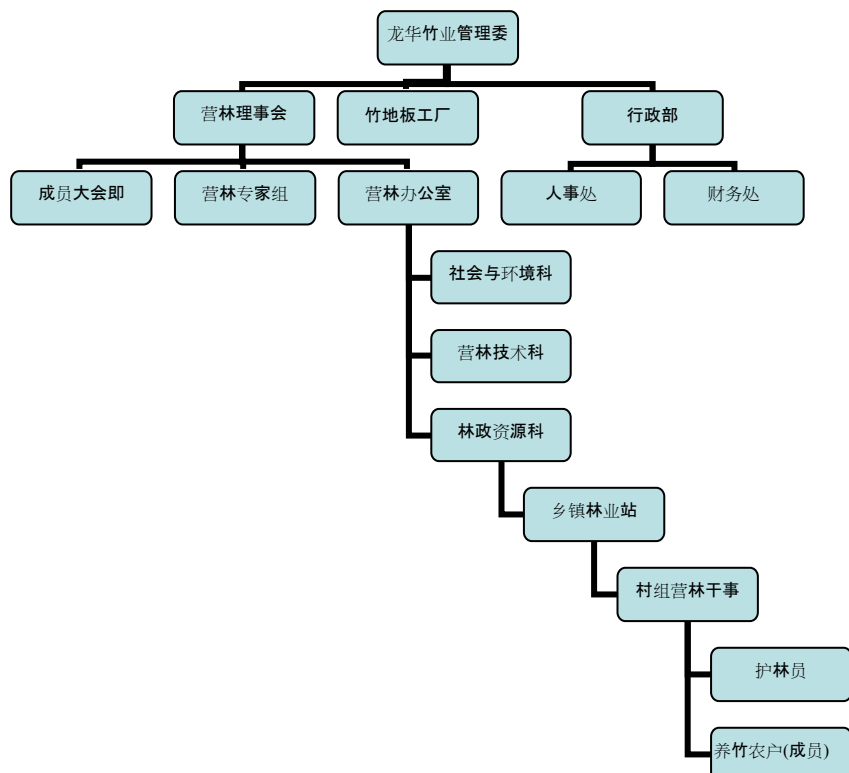 龙华竹业管理委
营林理事会
竹地板工厂
行政部
成员大会即
营林专家组
营林办公室
人事处
财务处
社会与环境科
营林技术科
林政资源科
乡镇林业站
村组营林干事
护林员
养竹农户(成员)